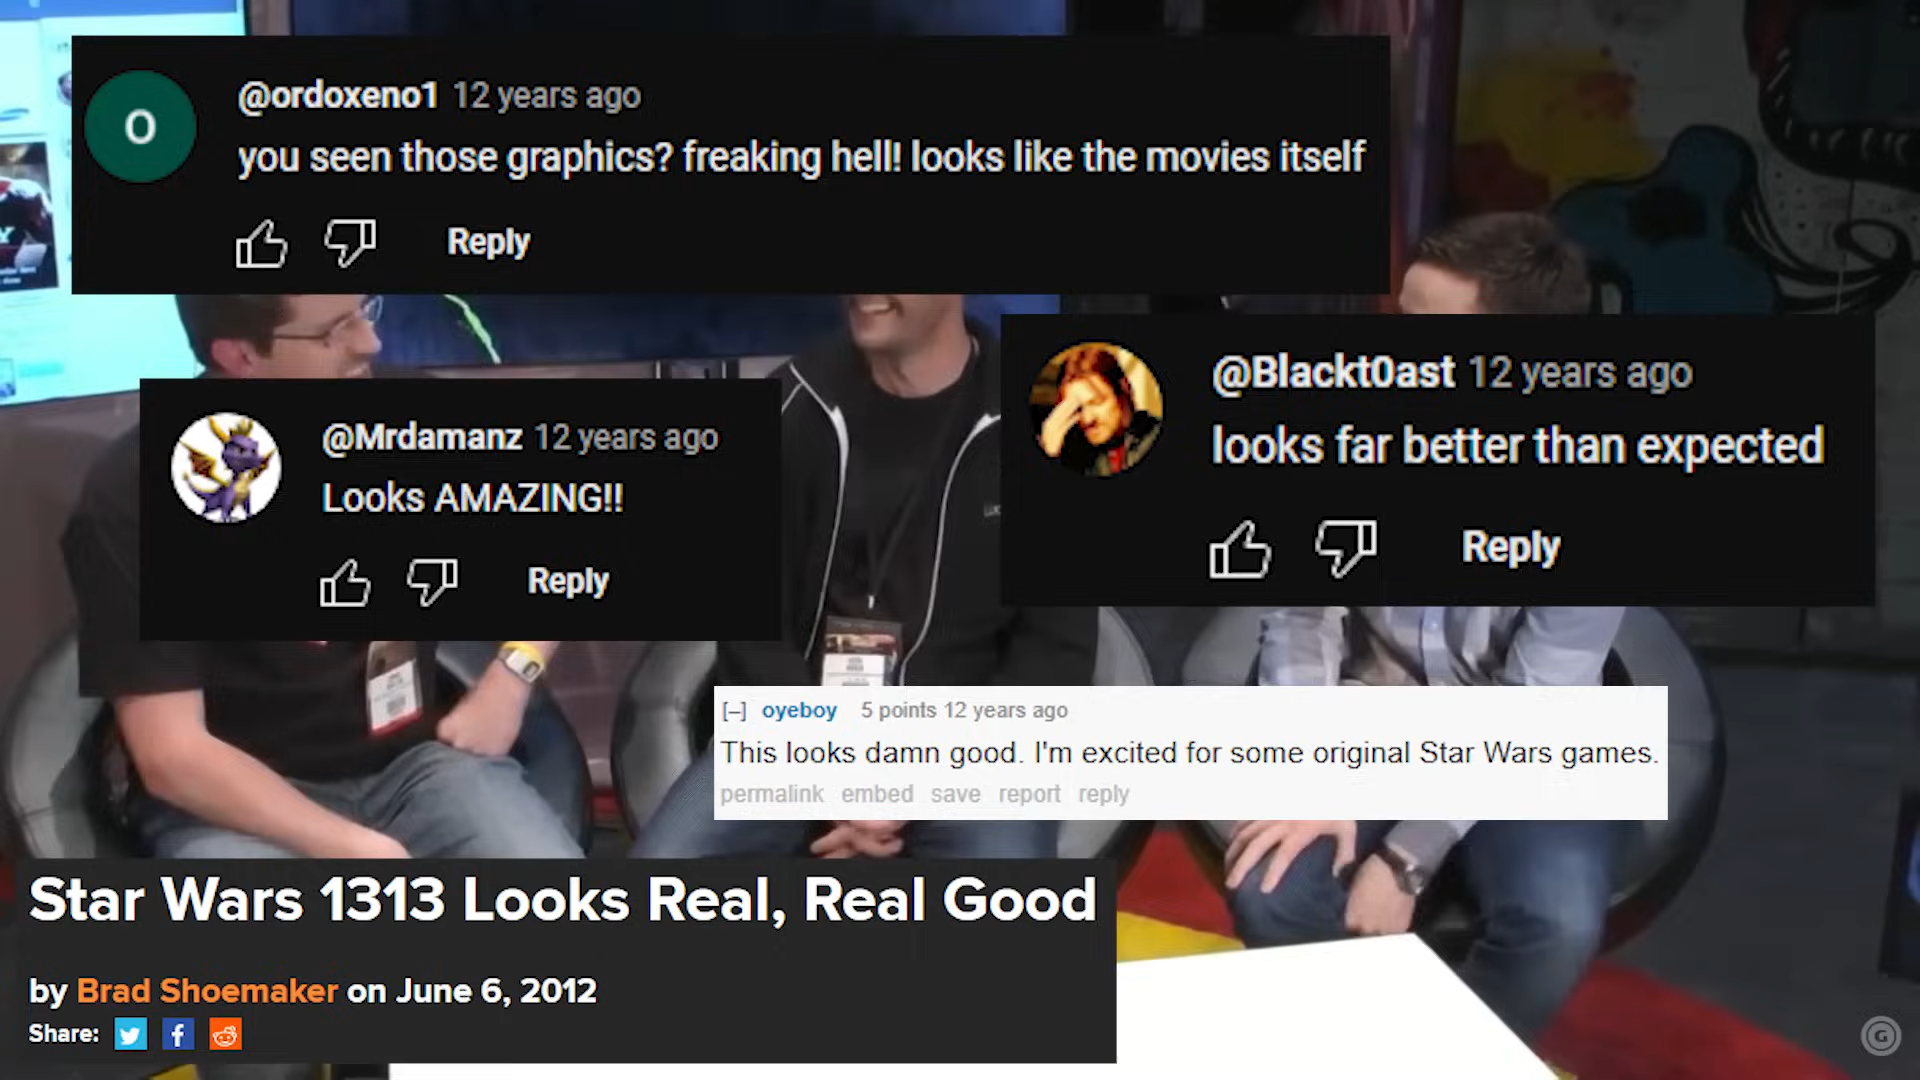 @ordoxeno1 12 years ago
you seen those graphics? freaking hell! looks like the movies itself
Reply
@Mrdamanz 12 years ago
Looks AMAZING!!
Reply
@Blackt0ast 12 years ago
looks far better than expected
Reply
[–] oyeboy 5 points 12 years ago
This looks damn good. I'm excited for some original Star Wars games.
permalink embed save report reply
Star Wars 1313 Looks Real, Real Good
by Brad Shoemaker on June 6, 2012
Share: